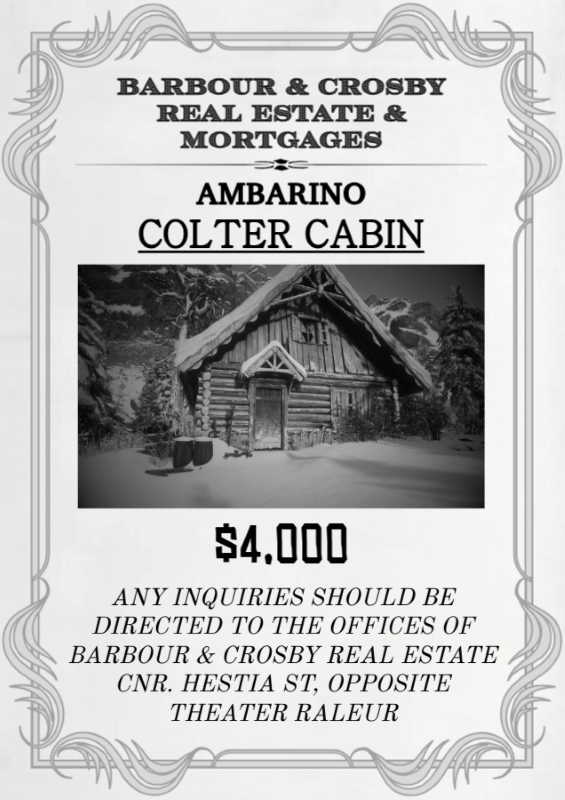 BARBOUR & CROSBY
REAL ESTATE &
MORTGAGES
AMBARINO
COLTER CABIN
$4,000
ANY INQUIRIES SHOULD BE
DIRECTED TO THE OFFICES OF
BARBOUR & CROSBY REAL ESTATE
CNR. HESTIA ST, OPPOSITE
THEATER RALEUR